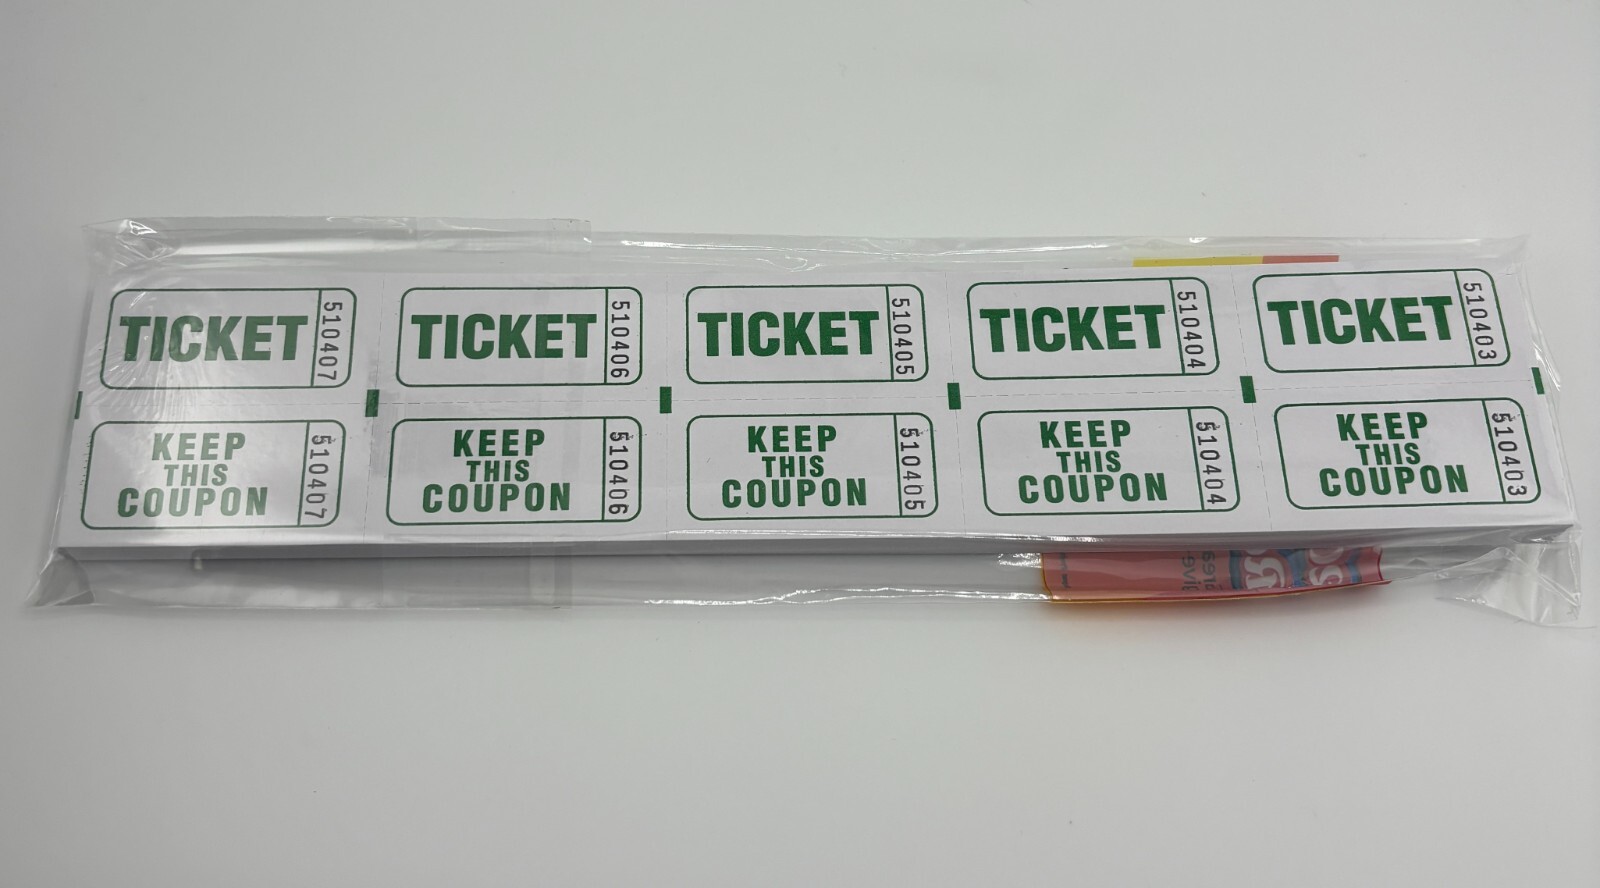 TICKET 510407
TICKET 510406
TICKET 510405
TICKET 510404
TICKET 510403
KEEP
THIS
COUPON
510407
KEEP
THIS
COUPON
510406
KEEP
THIS
COUPON
510405
KEEP
THIS
COUPON
510404
KEEP
THIS
COUPON
510403